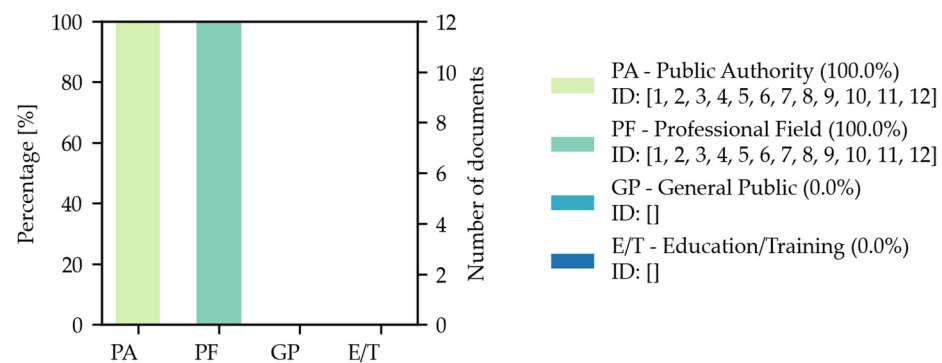 100
80
60
40
20
0
Percentage [%]
12
10
8
6
4
2
0
Number of documents
PA
PF
GP
E/T
PA - Public Authority (100.0%)
ID: [1, 2, 3, 4, 5, 6, 7, 8, 9, 10, 11, 12]
PF - Professional Field (100.0%)
ID: [1, 2, 3, 4, 5, 6, 7, 8, 9, 10, 11, 12]
GP - General Public (0.0%)
ID: []
E/T - Education/Training (0.0%)
ID: []